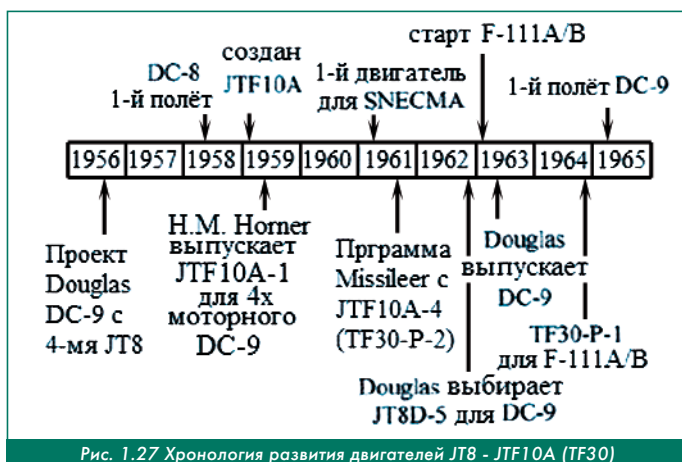 старт F-111A/B
создан
JTF10A
DC-8
1-й полёт
1-й двигатель
для SNECMA
1-й полёт DC-9
1956 1957 1958 1959 1960 1961 1962 1963 1964 1965
Проект
Douglas
DC-9 с
4-мя JT8
H.M. Horner
выпускает
JTF10A-1
для 4х
моторного
DC-9
Прграмма
Missileer с
JTF10A-4
(TF30-P-2)
Douglas выбирает
JT8D-5 для DC-9
Douglas
выпускает
DC-9
TF30-P-1
для F-111A/B
Рис. 1.27 Хронология развития двигателей JT8 - JTF10A (TF30)